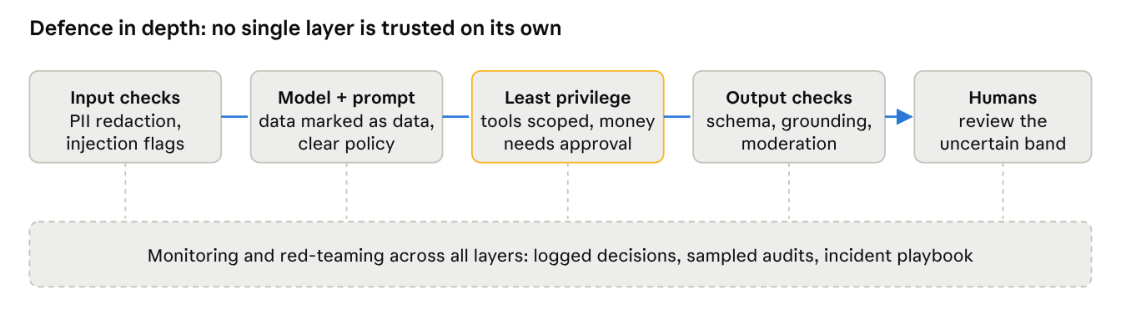 Defence in depth: no single layer is trusted on its own
Input checks
PII redaction,
injection flags
Model + prompt
data marked as data,
clear policy
Least privilege
tools scoped, money
needs approval
Output checks
schema, grounding,
moderation
Humans
review the
uncertain band
Monitoring and red-teaming across all layers: logged decisions, sampled audits, incident playbook